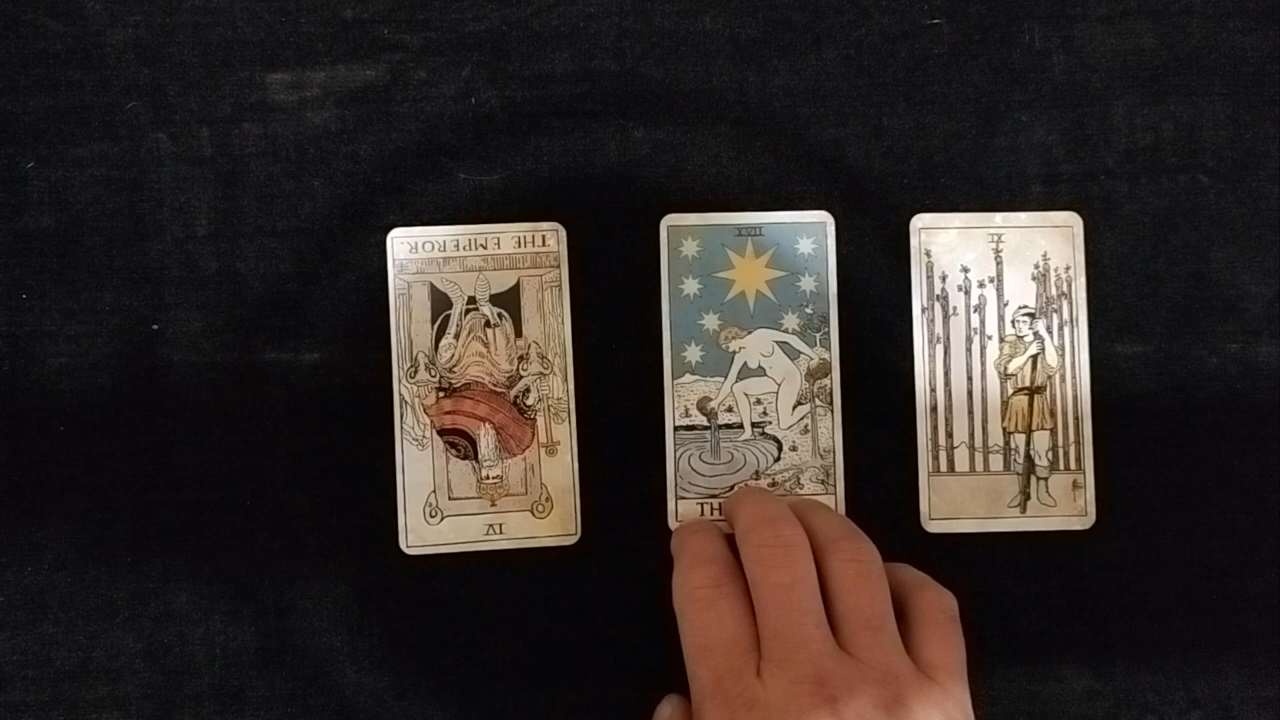 THE EMPEROR.
IV
XVII
TH
IX